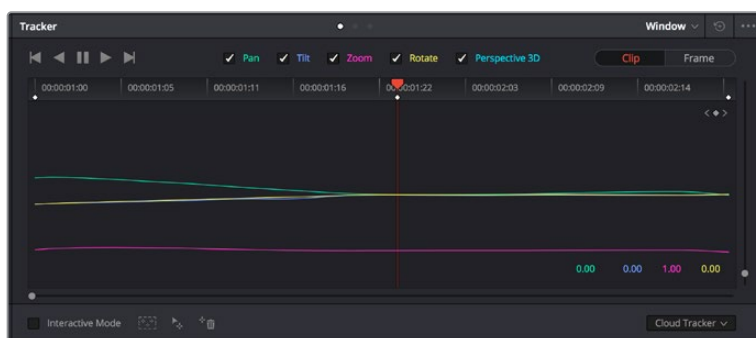 Tracker Window
Pan Tilt Zoom Rotate Perspective 3D Clip Frame
00:00:01:00 00:00:01:05 00:00:01:11 00:00:01:16 00:00:01:22 00:00:02:03 00:00:02:09 00:00:02:14
0.00 0.00 1.00 0.00
Interactive Mode Cloud Tracker